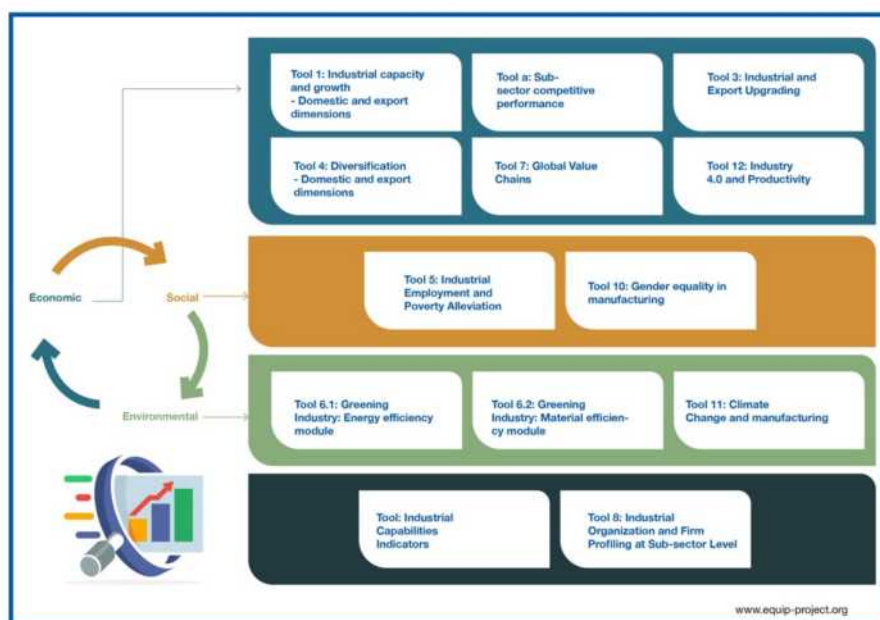 Tool 1: Industrial capacity
and growth
- Domestic and export
dimensions
Tool a: Sub-
sector competitive
performance
Tool 3: Industrial and
Export Upgrading
Tool 4: Diversification
- Domestic and export
dimensions
Tool 7: Global Value
Chains
Tool 12: Industry
4.0 and Productivity
Economic
Social
Tool 5: Industrial
Employment and
Poverty Alleviation
Tool 10: Gender equality in
manufacturing
Environmental
Tool 6.1: Greening
Industry: Energy efficiency
module
Tool 6.2: Greening
Industry: Material efficien-
cy module
Tool 11: Climate
Change and manufacturing
Tool: Industrial
Capabilities
Indicators
Tool 8: Industrial
Organization and Firm
Profiling at Sub-sector Level
www.equip-project.org